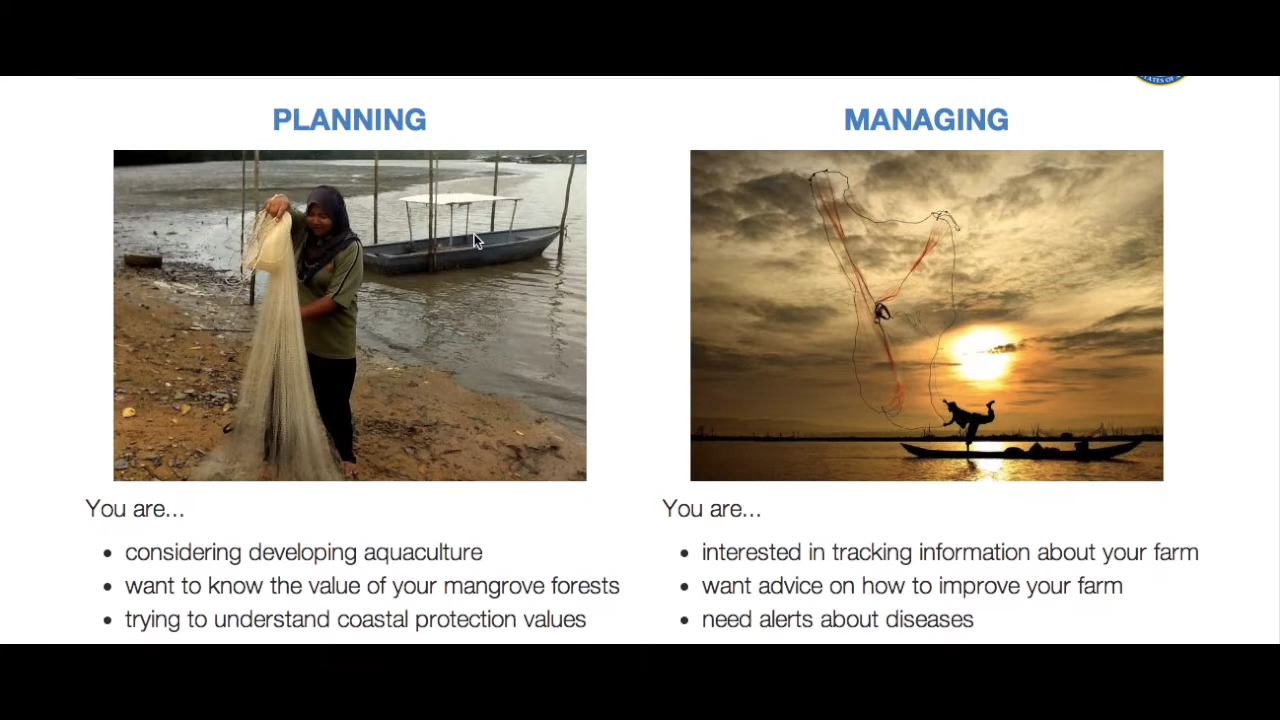 PLANNING
MANAGING
You are...
considering developing aquaculture
want to know the value of your mangrove forests
trying to understand coastal protection values
You are...
interested in tracking information about your farm
want advice on how to improve your farm
need alerts about diseases